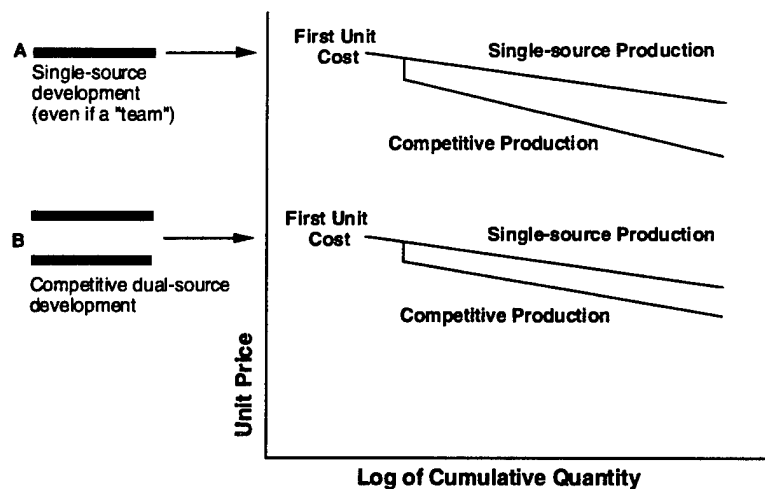 A
Single-source
development
(even if a "team")
First Unit
Cost
Single-source Production
Competitive Production
B
Competitive dual-source
development
First Unit
Cost
Single-source Production
Competitive Production
Unit Price
Log of Cumulative Quantity